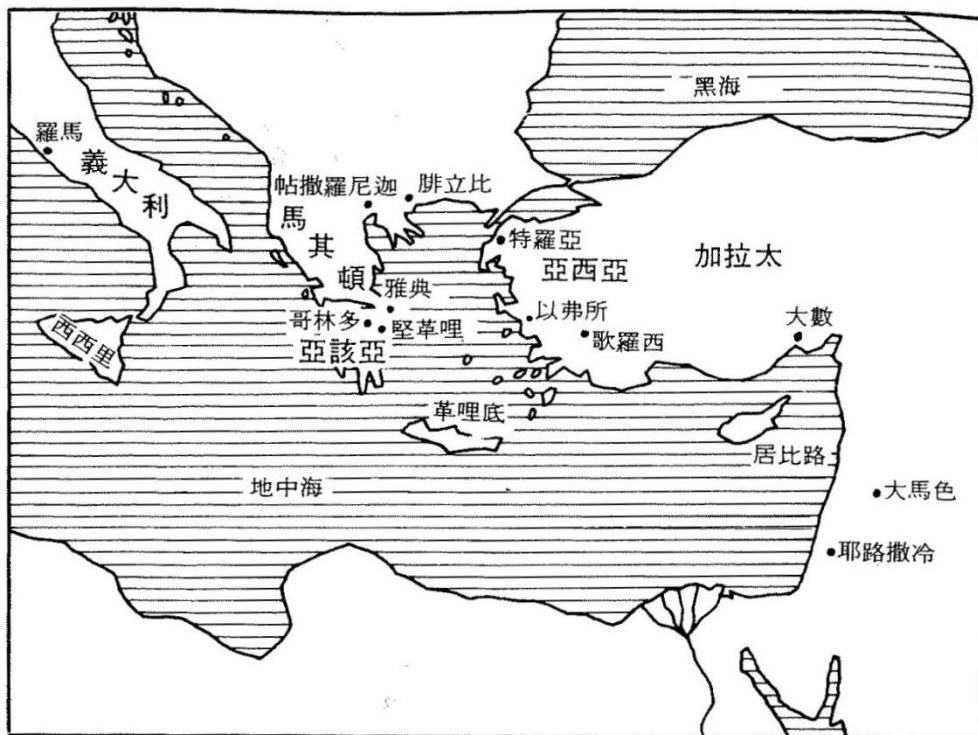 黑海
羅馬
義大利
帖撒羅尼迦
腓立比
馬其頓
特羅亞
亞西亞
加拉太
雅典
以弗所
大數
哥林多
堅革哩
歌羅西
西西里
亞該亞
革哩底
居比路
地中海
大馬色
耶路撒冷